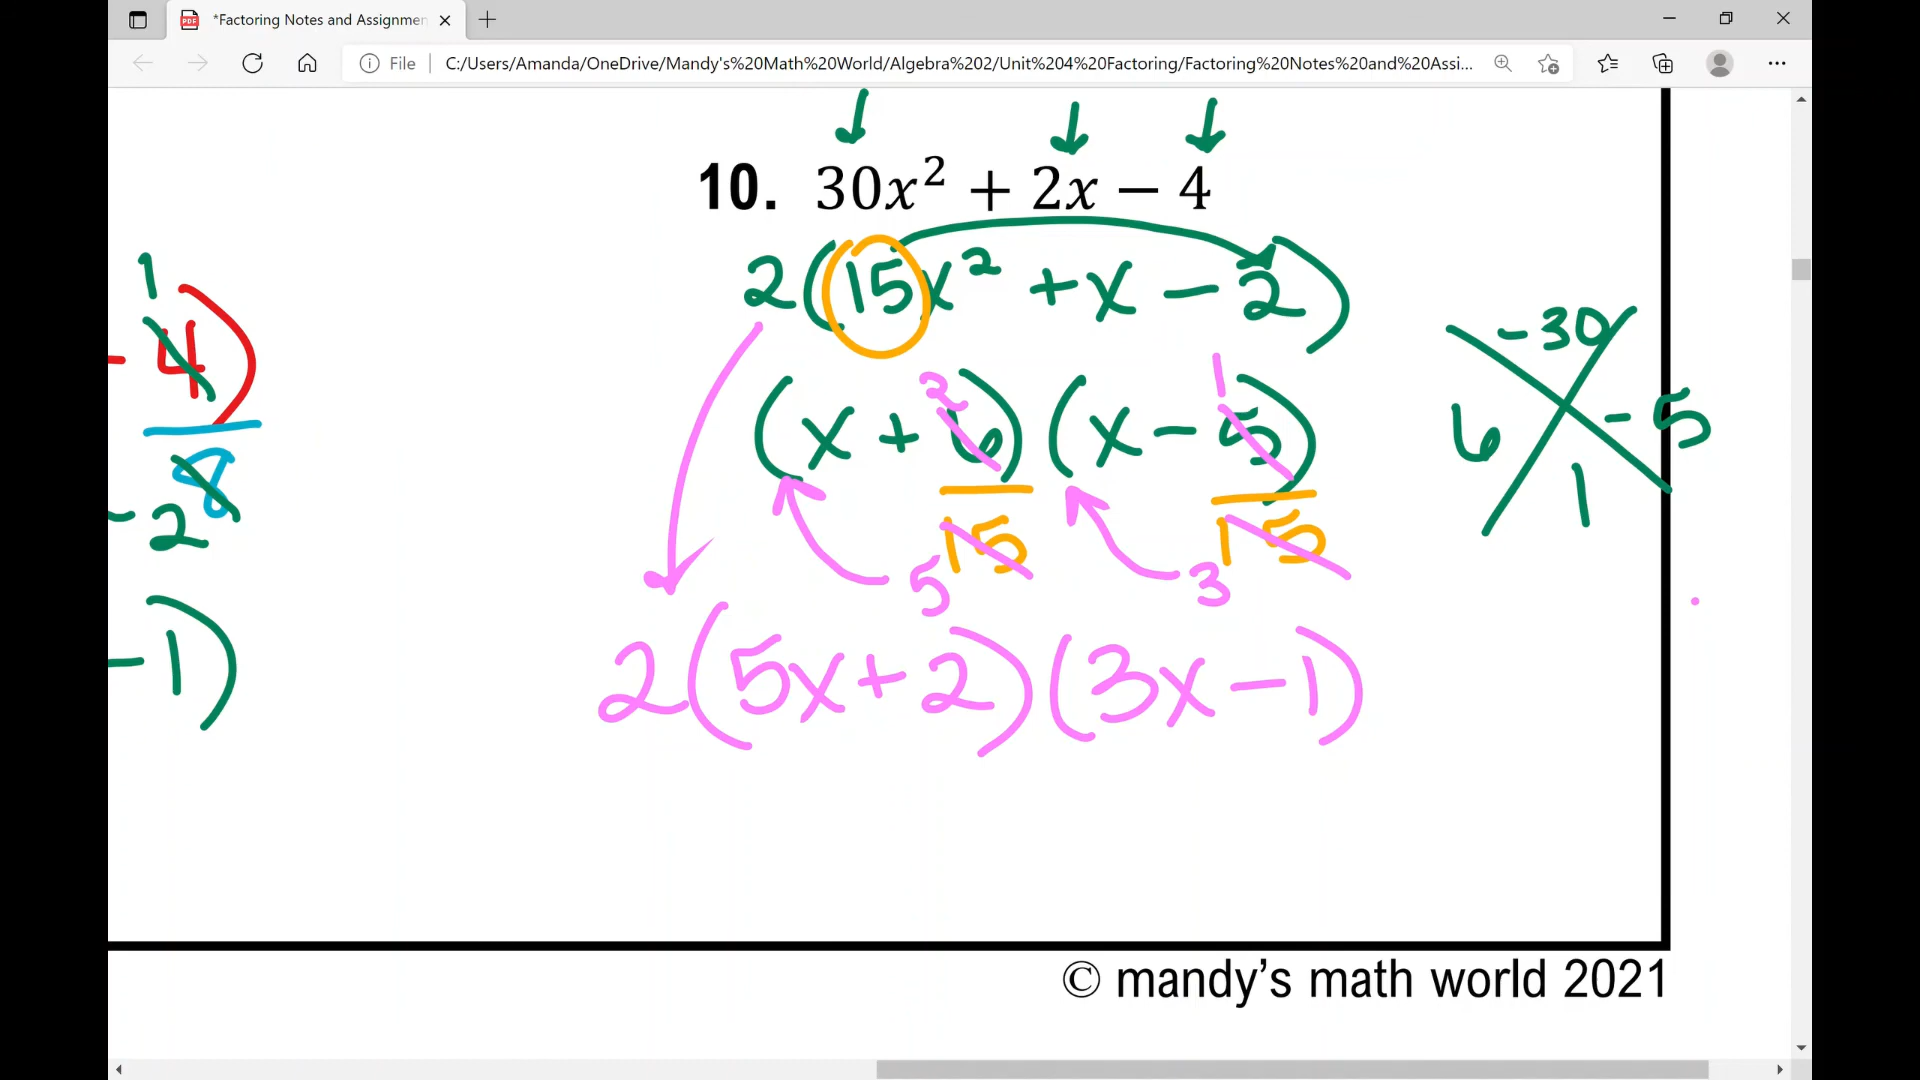 *Factoring Notes and Assignmen
File C:/Users/Amanda/OneDrive/Mandy's%20Math%20World/Algebra%202/Unit%204%20Factoring/Factoring%20Notes%20and%20Assi...
10. 30x² + 2x − 4
2(15x² + x − 2)
(x + 6)(x − 5)
2 1
15 15
5 3
2(5x+2)(3x−1)
−30
6 −5
1
1
−4)
8
−2
−1)
© mandy's math world 2021